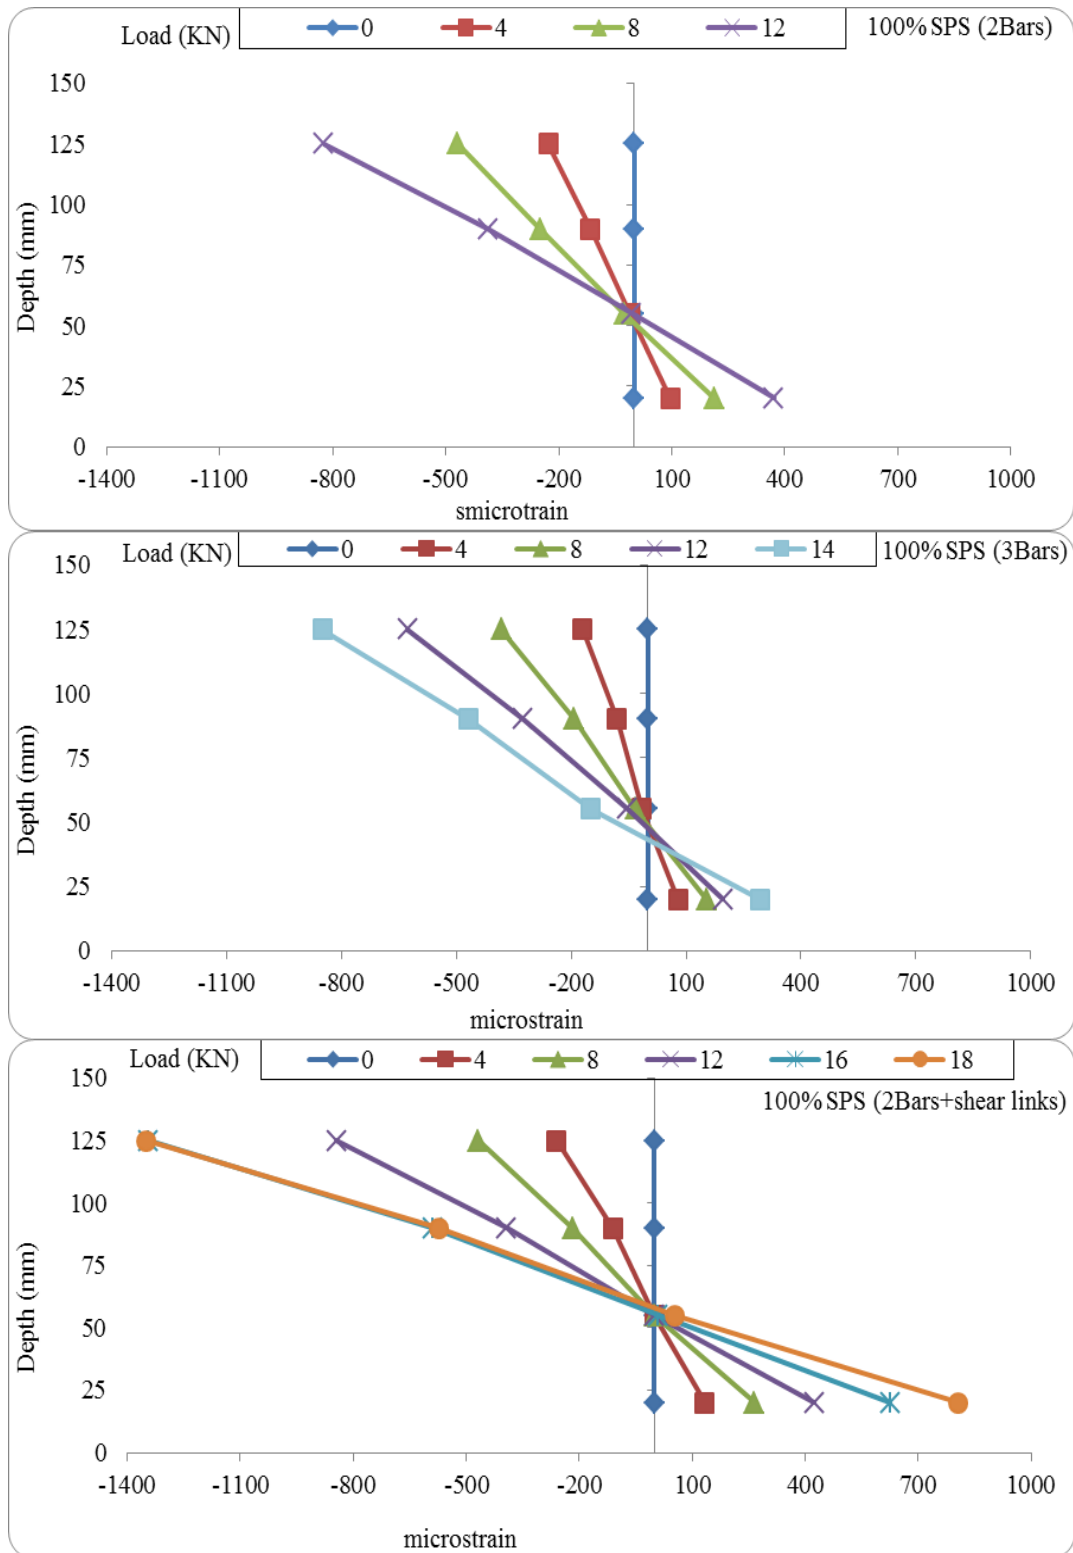 Load (KN) 0 4 8 12 100% SPS (2Bars)
150
125
100
75
50
25
0
Depth (mm)
-1400 -1100 -800 -500 -200 100 400 700 1000
smicrotrain
Load (KN) 0 4 8 12 14 100% SPS (3Bars)
150
125
100
75
50
25
0
Depth (mm)
-1400 -1100 -800 -500 -200 100 400 700 1000
microstrain
Load (KN) 0 4 8 12 16 18
100% SPS (2Bars+shear links)
150
125
100
75
50
25
0
Depth (mm)
-1400 -1100 -800 -500 -200 100 400 700 1000
microstrain